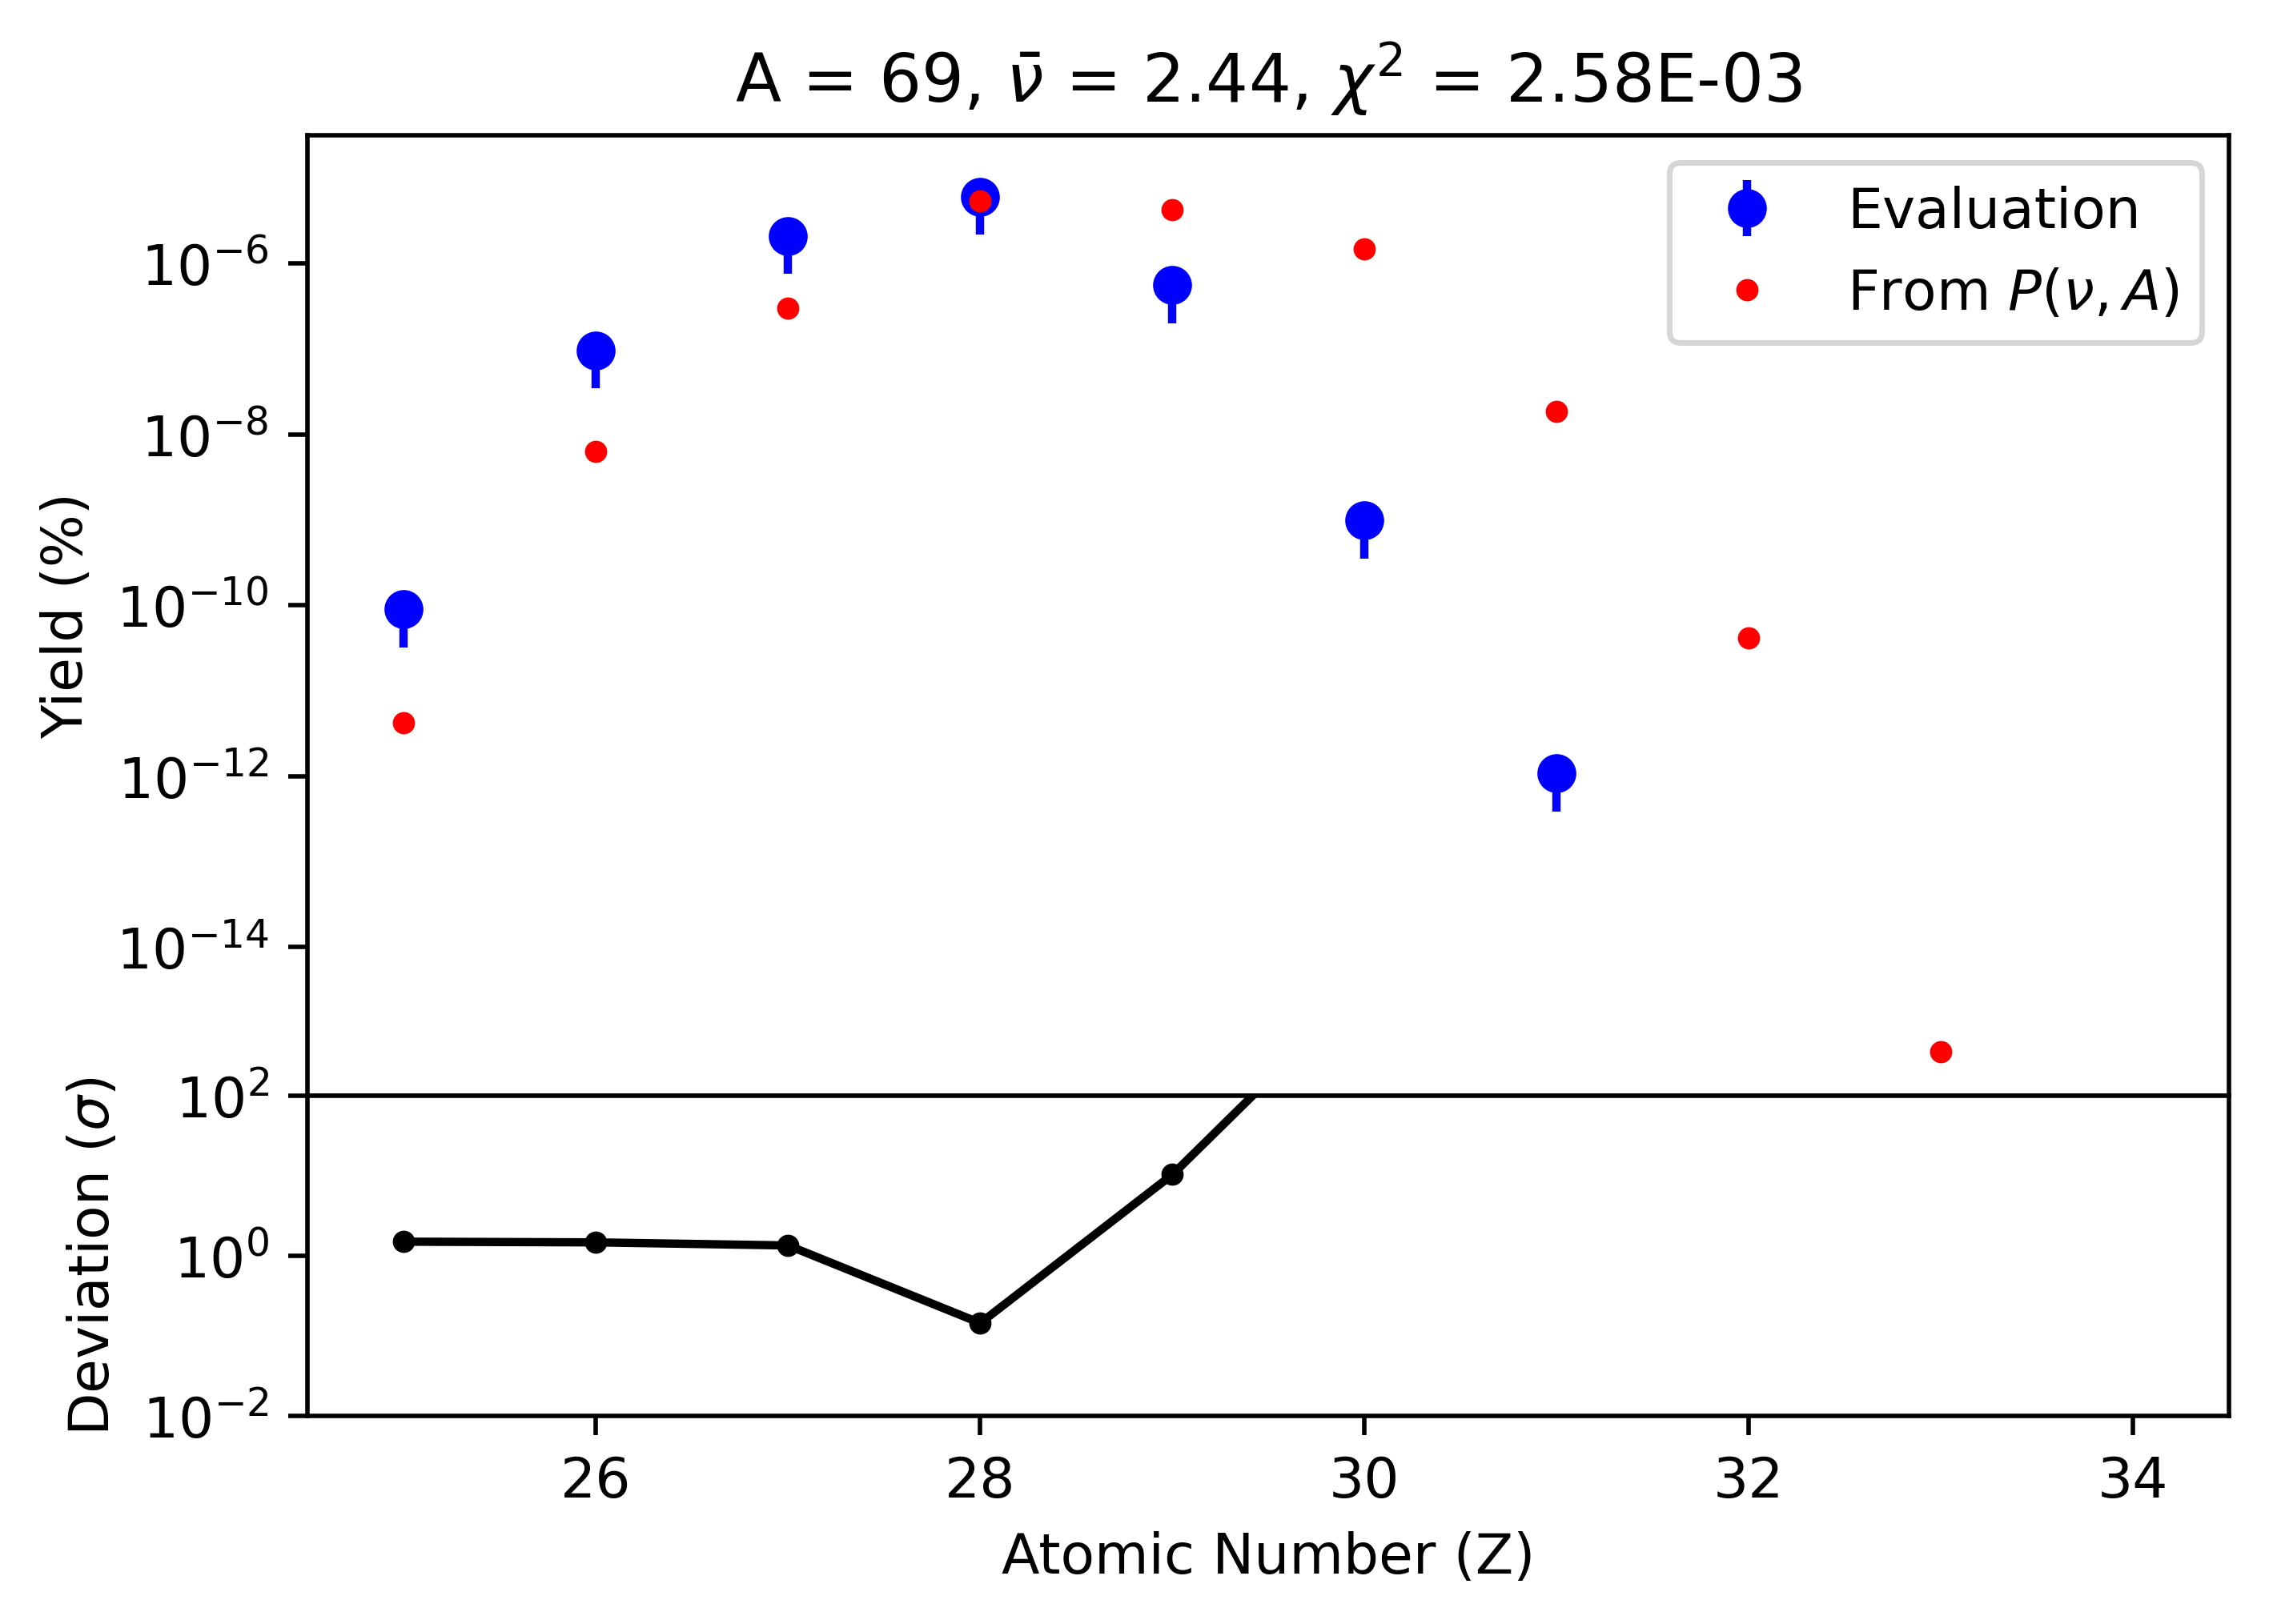 A = 69, ν̄ = 2.44, χ² = 2.58E-03
Evaluation
From P(ν, A)
Yield (%)
10⁻⁶
10⁻⁸
10⁻¹⁰
10⁻¹²
10⁻¹⁴
Deviation (σ)
10²
10⁰
10⁻²
26 28 30 32 34
Atomic Number (Z)